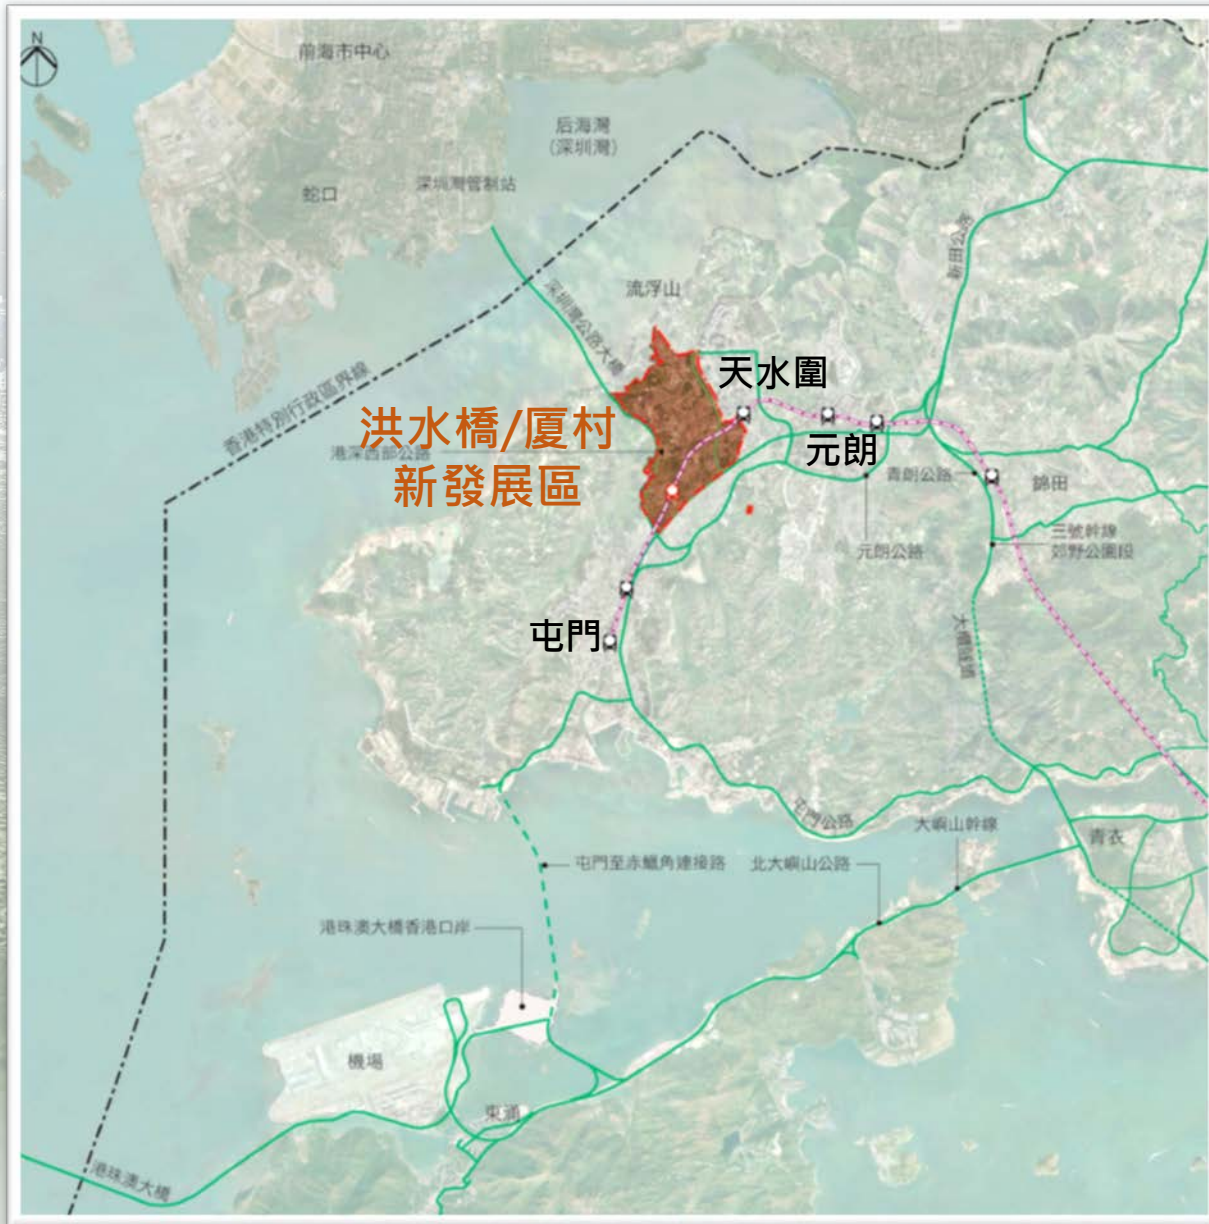 N
前海市中心
后海灣
(深圳灣)
蛇口
深圳灣管制站
新田公路
流浮山
深圳灣公路大橋
天水圍
香港特別行政區界線
洪水橋/厦村
新發展區
港深西部公路
元朗
青朗公路
錦田
三號幹線
郊野公園段
元朗公路
大欖隧道
屯門
屯門公路
大嶼山幹線
青衣
屯門至赤鱲角連接路
北大嶼山公路
港珠澳大橋香港口岸
機場
東涌
港珠澳大橋